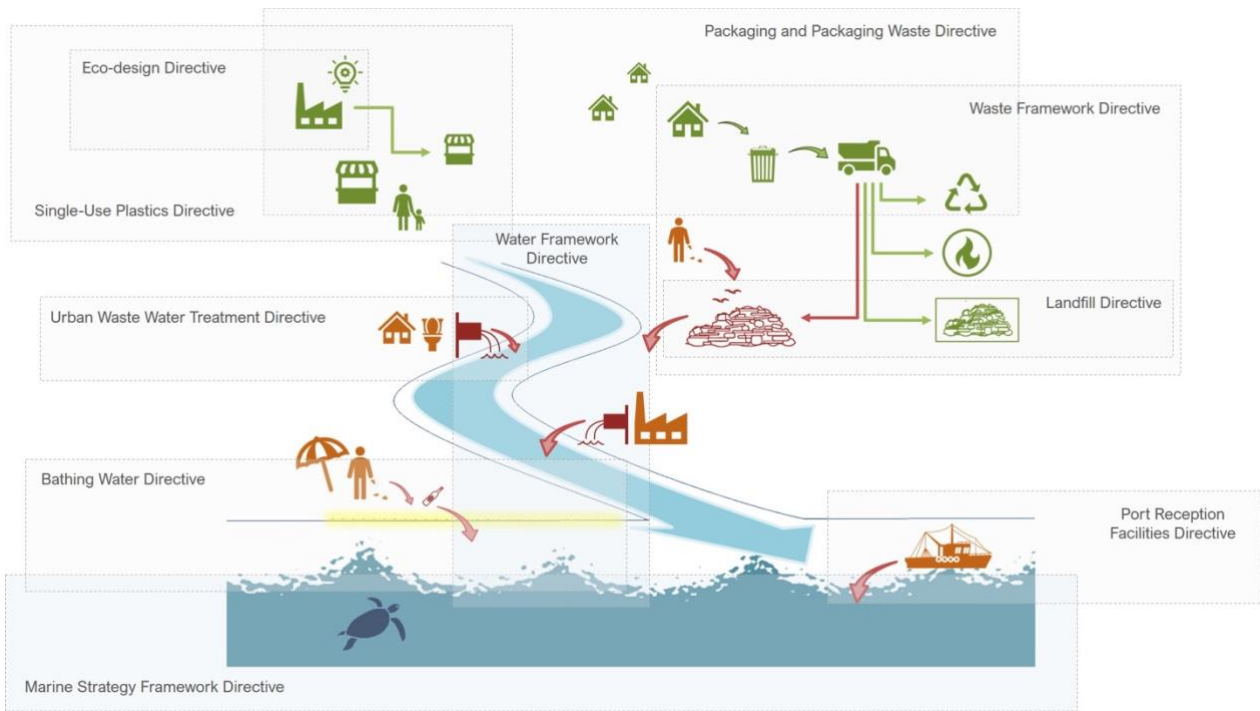 Packaging and Packaging Waste Directive
Eco-design Directive
Waste Framework Directive
Single-Use Plastics Directive
Water Framework
Directive
Landfill Directive
Urban Waste Water Treatment Directive
Bathing Water Directive
Port Reception
Facilities Directive
Marine Strategy Framework Directive